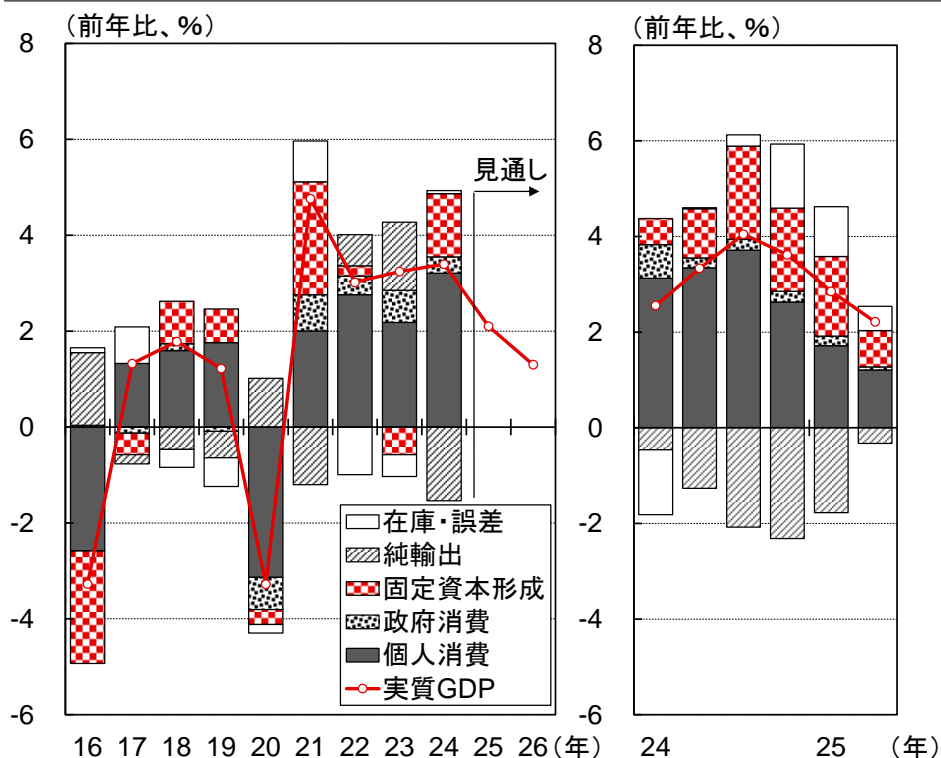 （前年比、%）
8
6
4
2
0
-2
-4
-6
見通し
在庫・誤差
純輸出
固定資本形成
政府消費
個人消費
実質GDP
16 17 18 19 20 21 22 23 24 25 26（年）
（前年比、%）
8
6
4
2
0
-2
-4
-6
24 25 （年）